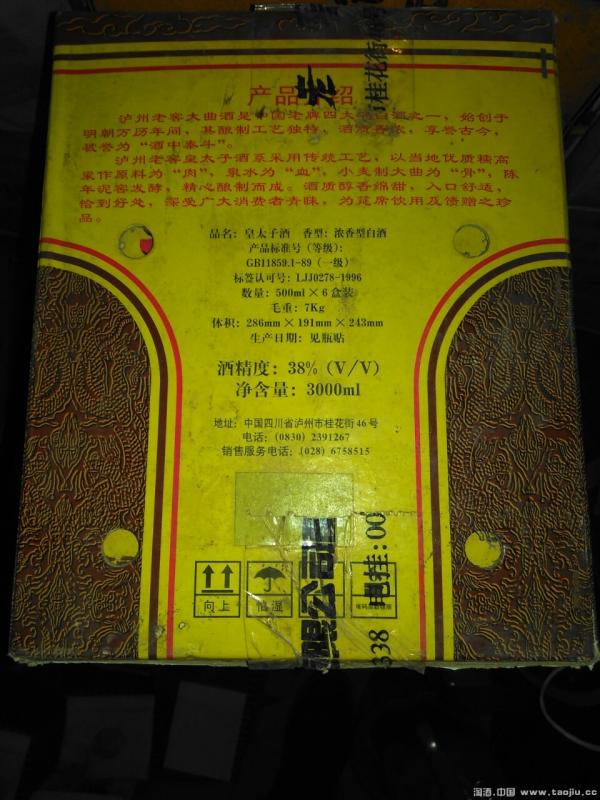 产品 绍
泸州老窖大曲酒是中国老牌四大名白酒之一，始创于
明朝万历年间，其酿制工艺独特，酒质香浓，享誉古今，
被誉为“酒中泰斗”。
泸州老窖皇太子酒系采用传统工艺，以当地优质糯高
粱作原料为“肉”，泉水为“血”，小麦制大曲为“骨”，陈
年泥窖发酵，精心酿制而成。酒质醇香绵甜，入口舒适，
恰到好处，深受广大消费者青睐，为筵席饮用及馈赠之珍
品。
品名：皇太子酒 香型：浓香型白酒
产品标准号（等级）：
GB11859.1-89（一级）
标签认可号：LJJ0278-1996
数量：500ml×6盒装
毛重：7Kg
体积：286mm×191mm×243mm
生产日期：见瓶贴
酒精度：38%（V/V）
净含量：3000ml
地址：中国四川省泸州市桂花街46号
电话：(0830) 2391267
销售服务电话：(028) 6758515
向上
怕湿
老
市桂花街
限公司
338 电挂：00
淘酒.中国 www.taojiu.cc